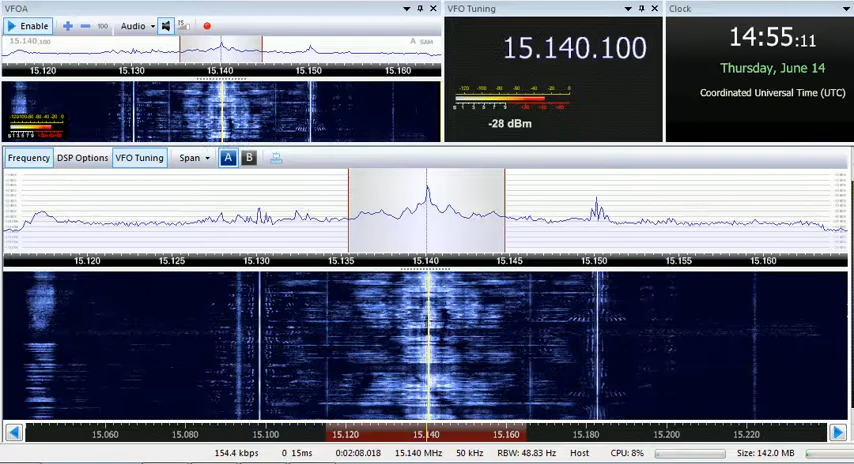 VFOA
Enable
100
Audio
15.140.100
A SAM
15.120 15.130 15.140 15.150 15.160
VFO Tuning
15.140.100
-28 dBm
Clock
14:55:11
Thursday, June 14
Coordinated Universal Time (UTC)
Frequency DSP Options VFO Tuning Span A B
15.120 15.125 15.130 15.135 15.140 15.145 15.150 15.155 15.160
15.060 15.080 15.100 15.120 15.140 15.160 15.180 15.200 15.220
154.4 kbps 0 15ms 0:02:08.018 15.140 MHz 50 kHz RBW: 48.83 Hz Host CPU: 8% Size: 142.0 MB